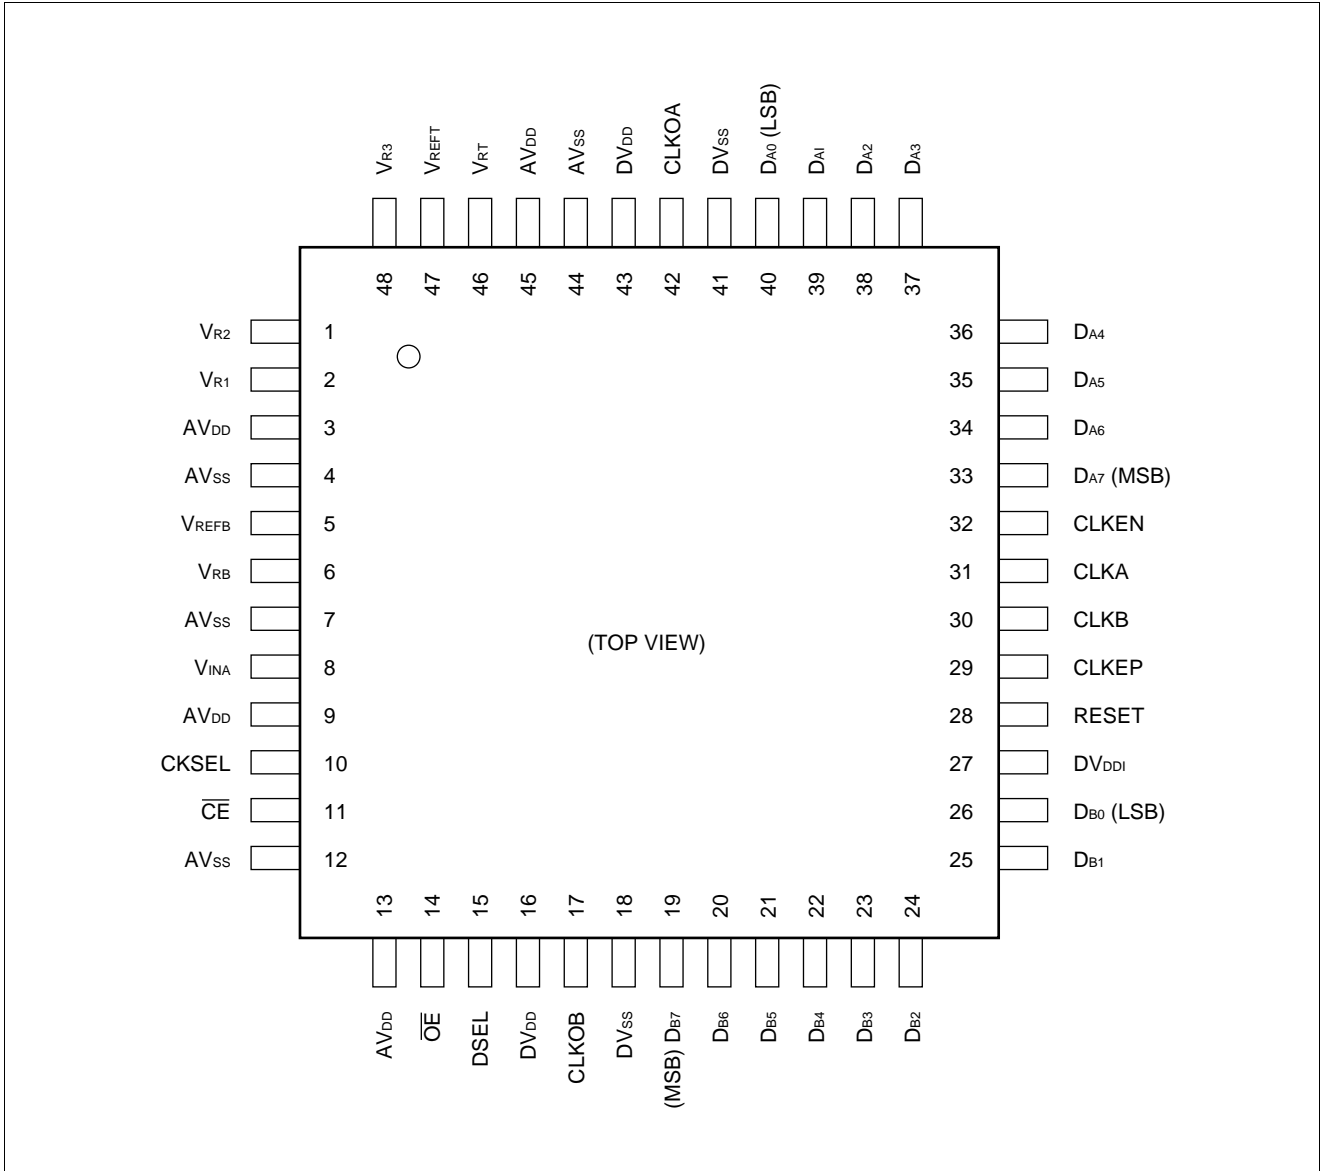 VR3 VREFT VRT AVDD AVSS DVDD CLKOA DVSS DA0 (LSB) DAI DA2 DA3
48 47 46 45 44 43 42 41 40 39 38 37
VR2 1 36 DA4
VR1 2 35 DA5
AVDD 3 34 DA6
AVSS 4 33 DA7 (MSB)
VREFB 5 32 CLKEN
VRB 6 31 CLKA
AVSS 7 30 CLKB
(TOP VIEW)
VINA 8 29 CLKEP
AVDD 9 28 RESET
CKSEL 10 27 DVDDI
C̅E̅ 11 26 DB0 (LSB)
AVSS 12 25 DB1
13 14 15 16 17 18 19 20 21 22 23 24
AVDD O̅E̅ DSEL DVDD CLKOB DVSS (MSB) DB7 DB6 DB5 DB4 DB3 DB2